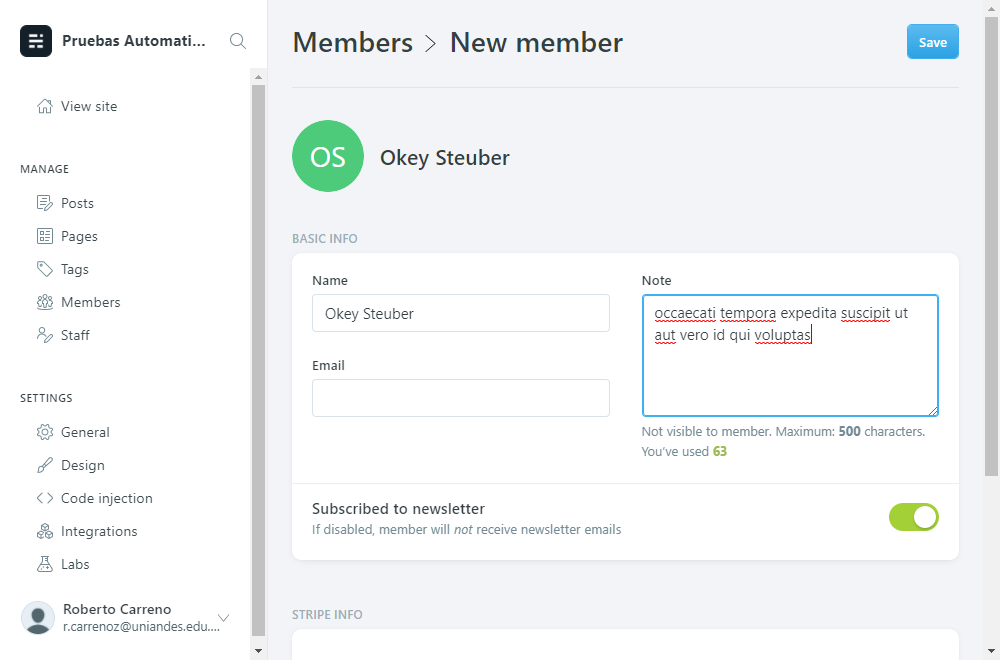 Pruebas Automati...
View site
MANAGE
Posts
Pages
Tags
Members
Staff
SETTINGS
General
Design
Code injection
Integrations
Labs
Roberto Carreno
r.carrenoz@uniandes.edu....
Members > New member
Save
OS
Okey Steuber
BASIC INFO
Name
Okey Steuber
Email
Note
occaecati tempora expedita suscipit ut
aut vero id qui voluptas
Not visible to member. Maximum: 500 characters.
You've used 63
Subscribed to newsletter
If disabled, member will not receive newsletter emails
STRIPE INFO